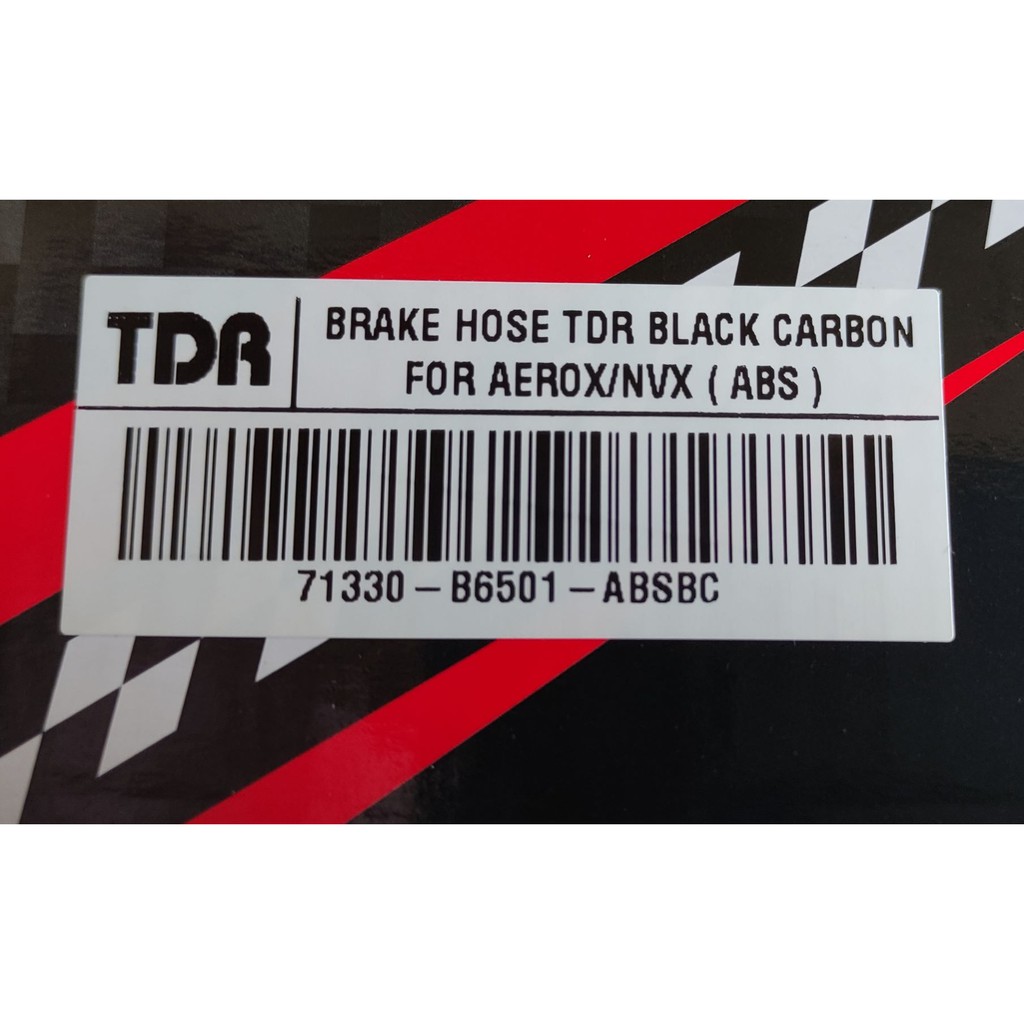 TDR
BRAKE HOSE TDR BLACK CARBON
FOR AEROX/NVX ( ABS )
71330 – B6501 – ABSBC